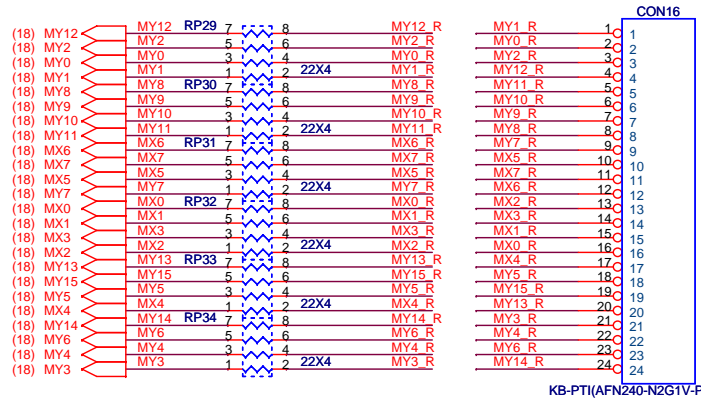 CON16
(18) MY12 MY12 RP29 7 8 MY12_R MY1_R 1 1
(18) MY2 MY2 5 6 MY2_R MY0_R 2 2
(18) MY0 MY0 3 4 MY0_R MY2_R 3 3
(18) MY1 MY1 1 2 22X4 MY1_R MY12_R 4 4
(18) MY8 MY8 RP30 7 8 MY8_R MY11_R 5 5
(18) MY9 MY9 5 6 MY9_R MY10_R 6 6
(18) MY10 MY10 3 4 MY10_R MY9_R 7 7
(18) MY11 MY11 1 2 22X4 MY11_R MY8_R 8 8
(18) MX6 MX6 RP31 7 8 MX6_R MY7_R 9 9
(18) MX7 MX7 5 6 MX7_R MX5_R 10 10
(18) MX5 MX5 3 4 MX5_R MX7_R 11 11
(18) MY7 MY7 1 2 22X4 MY7_R MX6_R 12 12
(18) MX0 MX0 RP32 7 8 MX0_R MX2_R 13 13
(18) MX1 MX1 5 6 MX1_R MX3_R 14 14
(18) MX3 MX3 3 4 MX3_R MX1_R 15 15
(18) MX2 MX2 1 2 22X4 MX2_R MX0_R 16 16
(18) MY13 MY13 RP33 7 8 MY13_R MX4_R 17 17
(18) MY15 MY15 5 6 MY15_R MY5_R 18 18
(18) MY5 MY5 3 4 MY5_R MY15_R 19 19
(18) MX4 MX4 1 2 22X4 MX4_R MY13_R 20 20
(18) MY14 MY14 RP34 7 8 MY14_R MY3_R 21 21
(18) MY6 MY6 5 6 MY6_R MY4_R 22 22
(18) MY4 MY4 3 4 MY4_R MY6_R 23 23
(18) MY3 MY3 1 2 22X4 MY3_R MY14_R 24 24
KB-PTI(AFN240-N2G1V-P